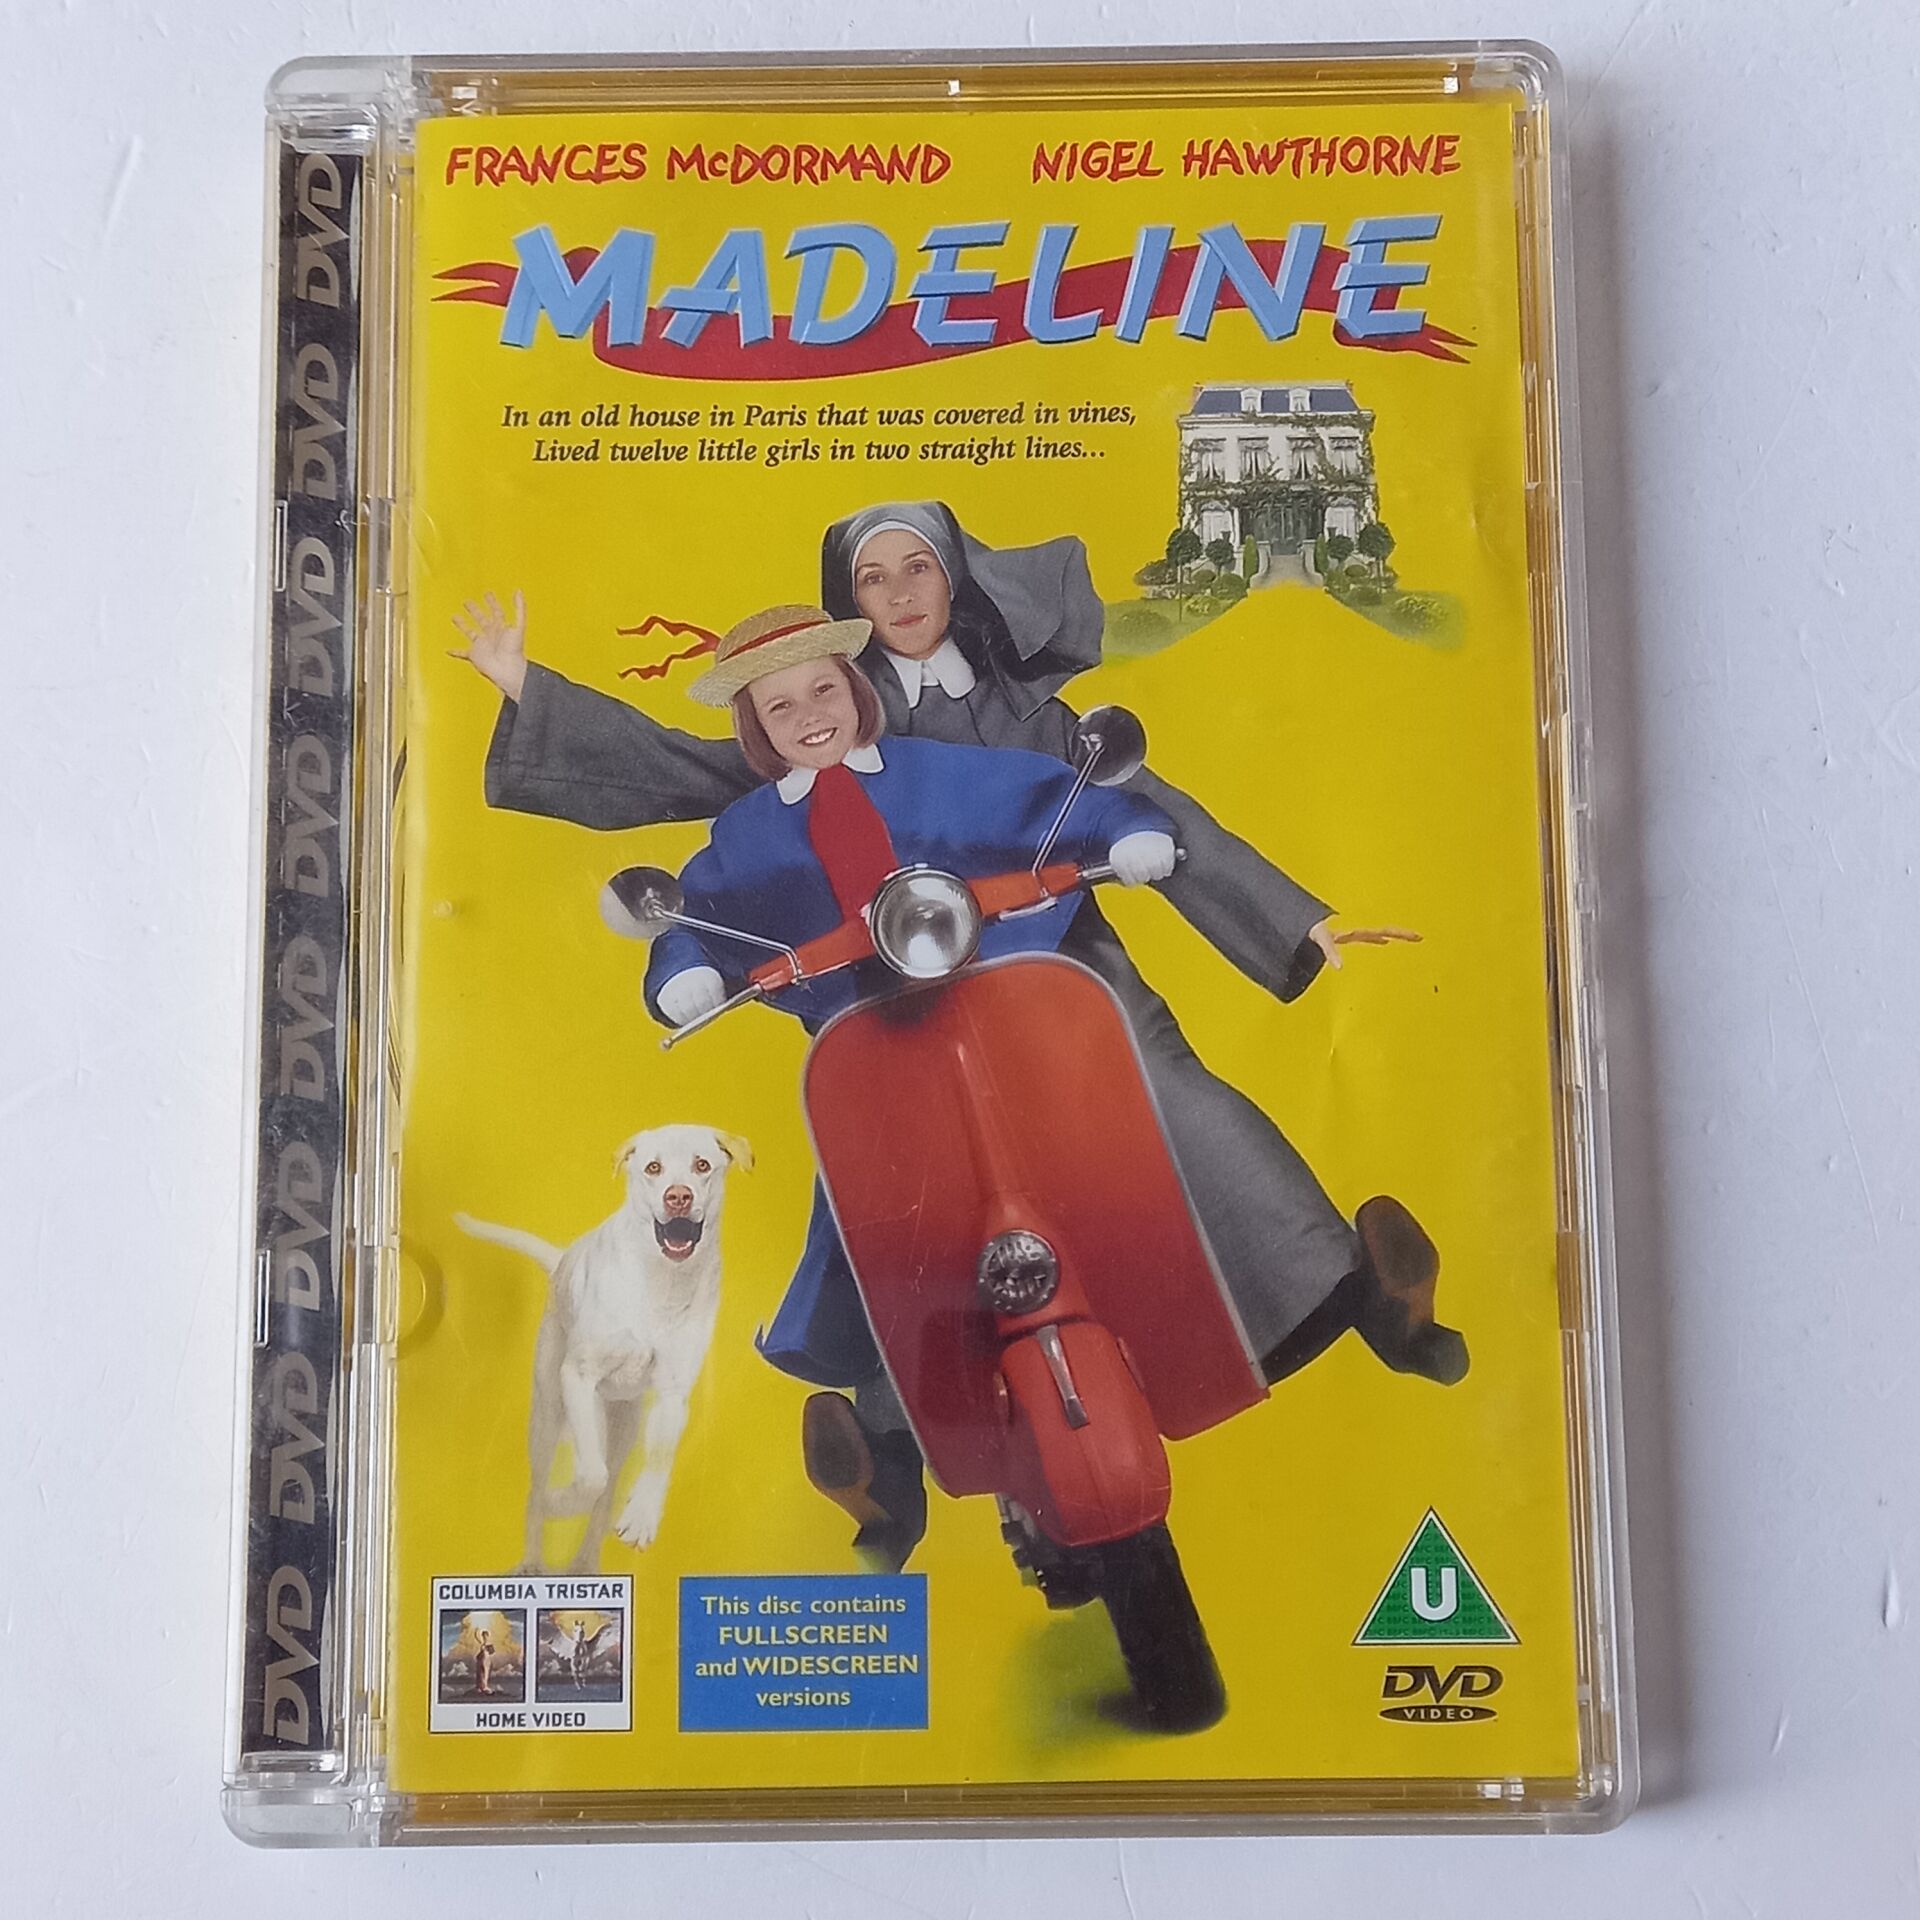 FRANCES McDORMAND NIGEL HAWTHORNE
MADELINE
In an old house in Paris that was covered in vines,
Lived twelve little girls in two straight lines...
COLUMBIA TRISTAR
HOME VIDEO
This disc contains
FULLSCREEN
and WIDESCREEN
versions
U
DVD
VIDEO
DVD DVD DVD DVD DVD DVD DVD DVD